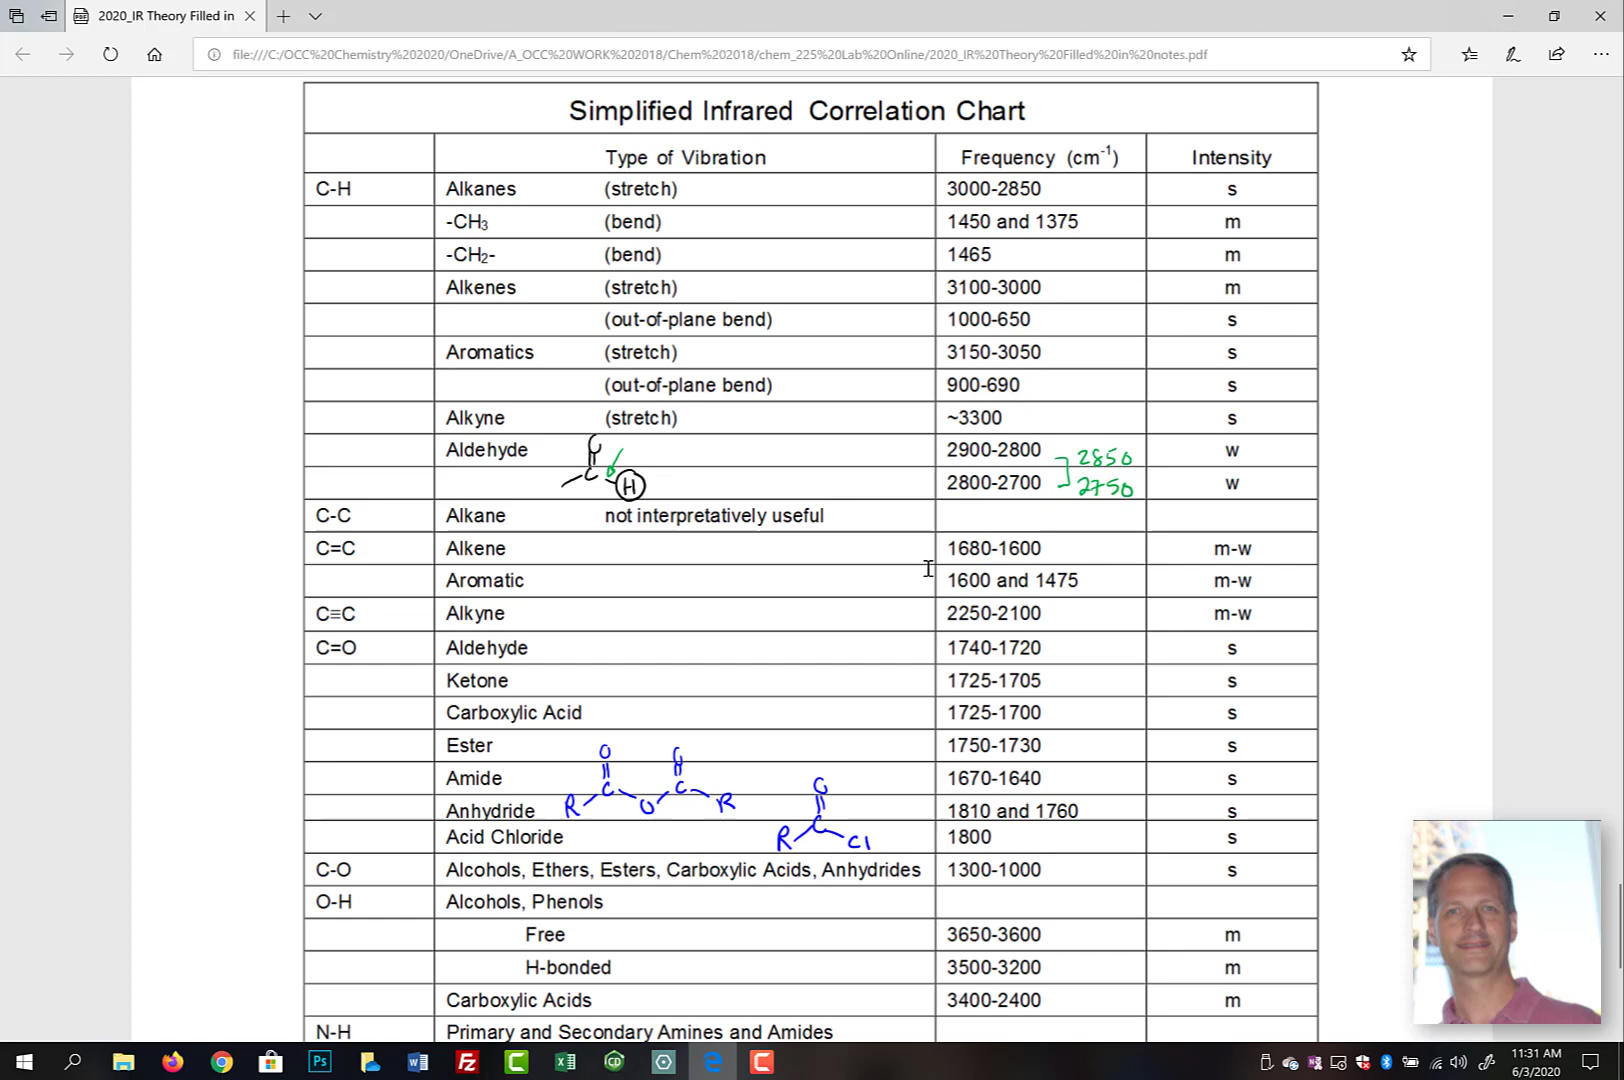 2020_IR Theory Filled in
file:///C:/OCC%20Chemistry%202020/OneDrive/A_OCC%20WORK%202018/Chem%202018/chem_225%20Lab%20Online/2020_IR%20Theory%20Filled%20in%20notes.pdf
Simplified Infrared Correlation Chart
Type of Vibration Frequency (cm-1) Intensity
C-H Alkanes (stretch) 3000-2850 s
-CH3 (bend) 1450 and 1375 m
-CH2- (bend) 1465 m
Alkenes (stretch) 3100-3000 m
(out-of-plane bend) 1000-650 s
Aromatics (stretch) 3150-3050 s
(out-of-plane bend) 900-690 s
Alkyne (stretch) ~3300 s
Aldehyde 2900-2800 2850 w
C H 2800-2700 2750 w
C-C Alkane not interpretatively useful
C=C Alkene 1680-1600 m-w
Aromatic 1600 and 1475 m-w
C≡C Alkyne 2250-2100 m-w
C=O Aldehyde 1740-1720 s
Ketone 1725-1705 s
Carboxylic Acid 1725-1700 s
Ester O O 1750-1730 s
Amide C C O 1670-1640 s
Anhydride R O R 1810 and 1760 s
Acid Chloride R C Cl 1800 s
C-O Alcohols, Ethers, Esters, Carboxylic Acids, Anhydrides 1300-1000 s
O-H Alcohols, Phenols
Free 3650-3600 m
H-bonded 3500-3200 m
Carboxylic Acids 3400-2400 m
N-H Primary and Secondary Amines and Amides
11:31 AM
6/3/2020